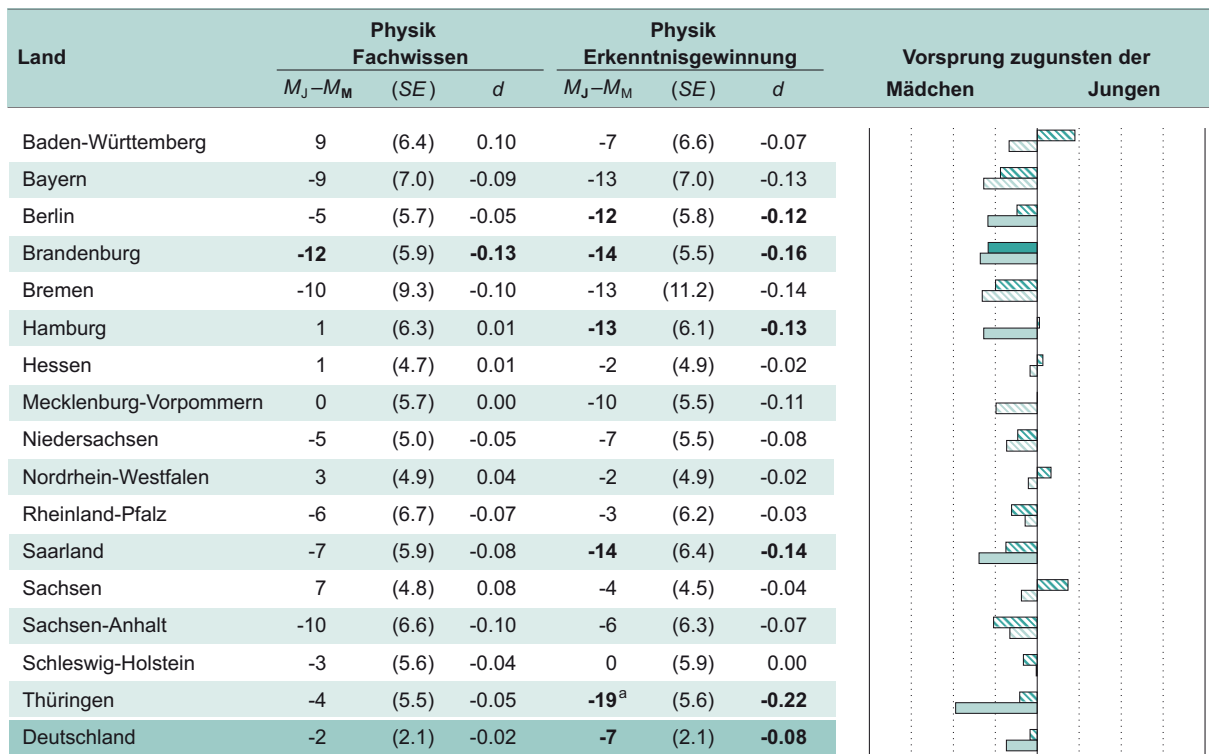 Land Physik Fachwissen Physik Erkenntnisgewinnung Vorsprung zugunsten der
MJ–MM (SE) d MJ–MM (SE) d Mädchen Jungen
Baden-Württemberg 9 (6.4) 0.10 -7 (6.6) -0.07
Bayern -9 (7.0) -0.09 -13 (7.0) -0.13
Berlin -5 (5.7) -0.05 -12 (5.8) -0.12
Brandenburg -12 (5.9) -0.13 -14 (5.5) -0.16
Bremen -10 (9.3) -0.10 -13 (11.2) -0.14
Hamburg 1 (6.3) 0.01 -13 (6.1) -0.13
Hessen 1 (4.7) 0.01 -2 (4.9) -0.02
Mecklenburg-Vorpommern 0 (5.7) 0.00 -10 (5.5) -0.11
Niedersachsen -5 (5.0) -0.05 -7 (5.5) -0.08
Nordrhein-Westfalen 3 (4.9) 0.04 -2 (4.9) -0.02
Rheinland-Pfalz -6 (6.7) -0.07 -3 (6.2) -0.03
Saarland -7 (5.9) -0.08 -14 (6.4) -0.14
Sachsen 7 (4.8) 0.08 -4 (4.5) -0.04
Sachsen-Anhalt -10 (6.6) -0.10 -6 (6.3) -0.07
Schleswig-Holstein -3 (5.6) -0.04 0 (5.9) 0.00
Thüringen -4 (5.5) -0.05 -19a (5.6) -0.22
Deutschland -2 (2.1) -0.02 -7 (2.1) -0.08